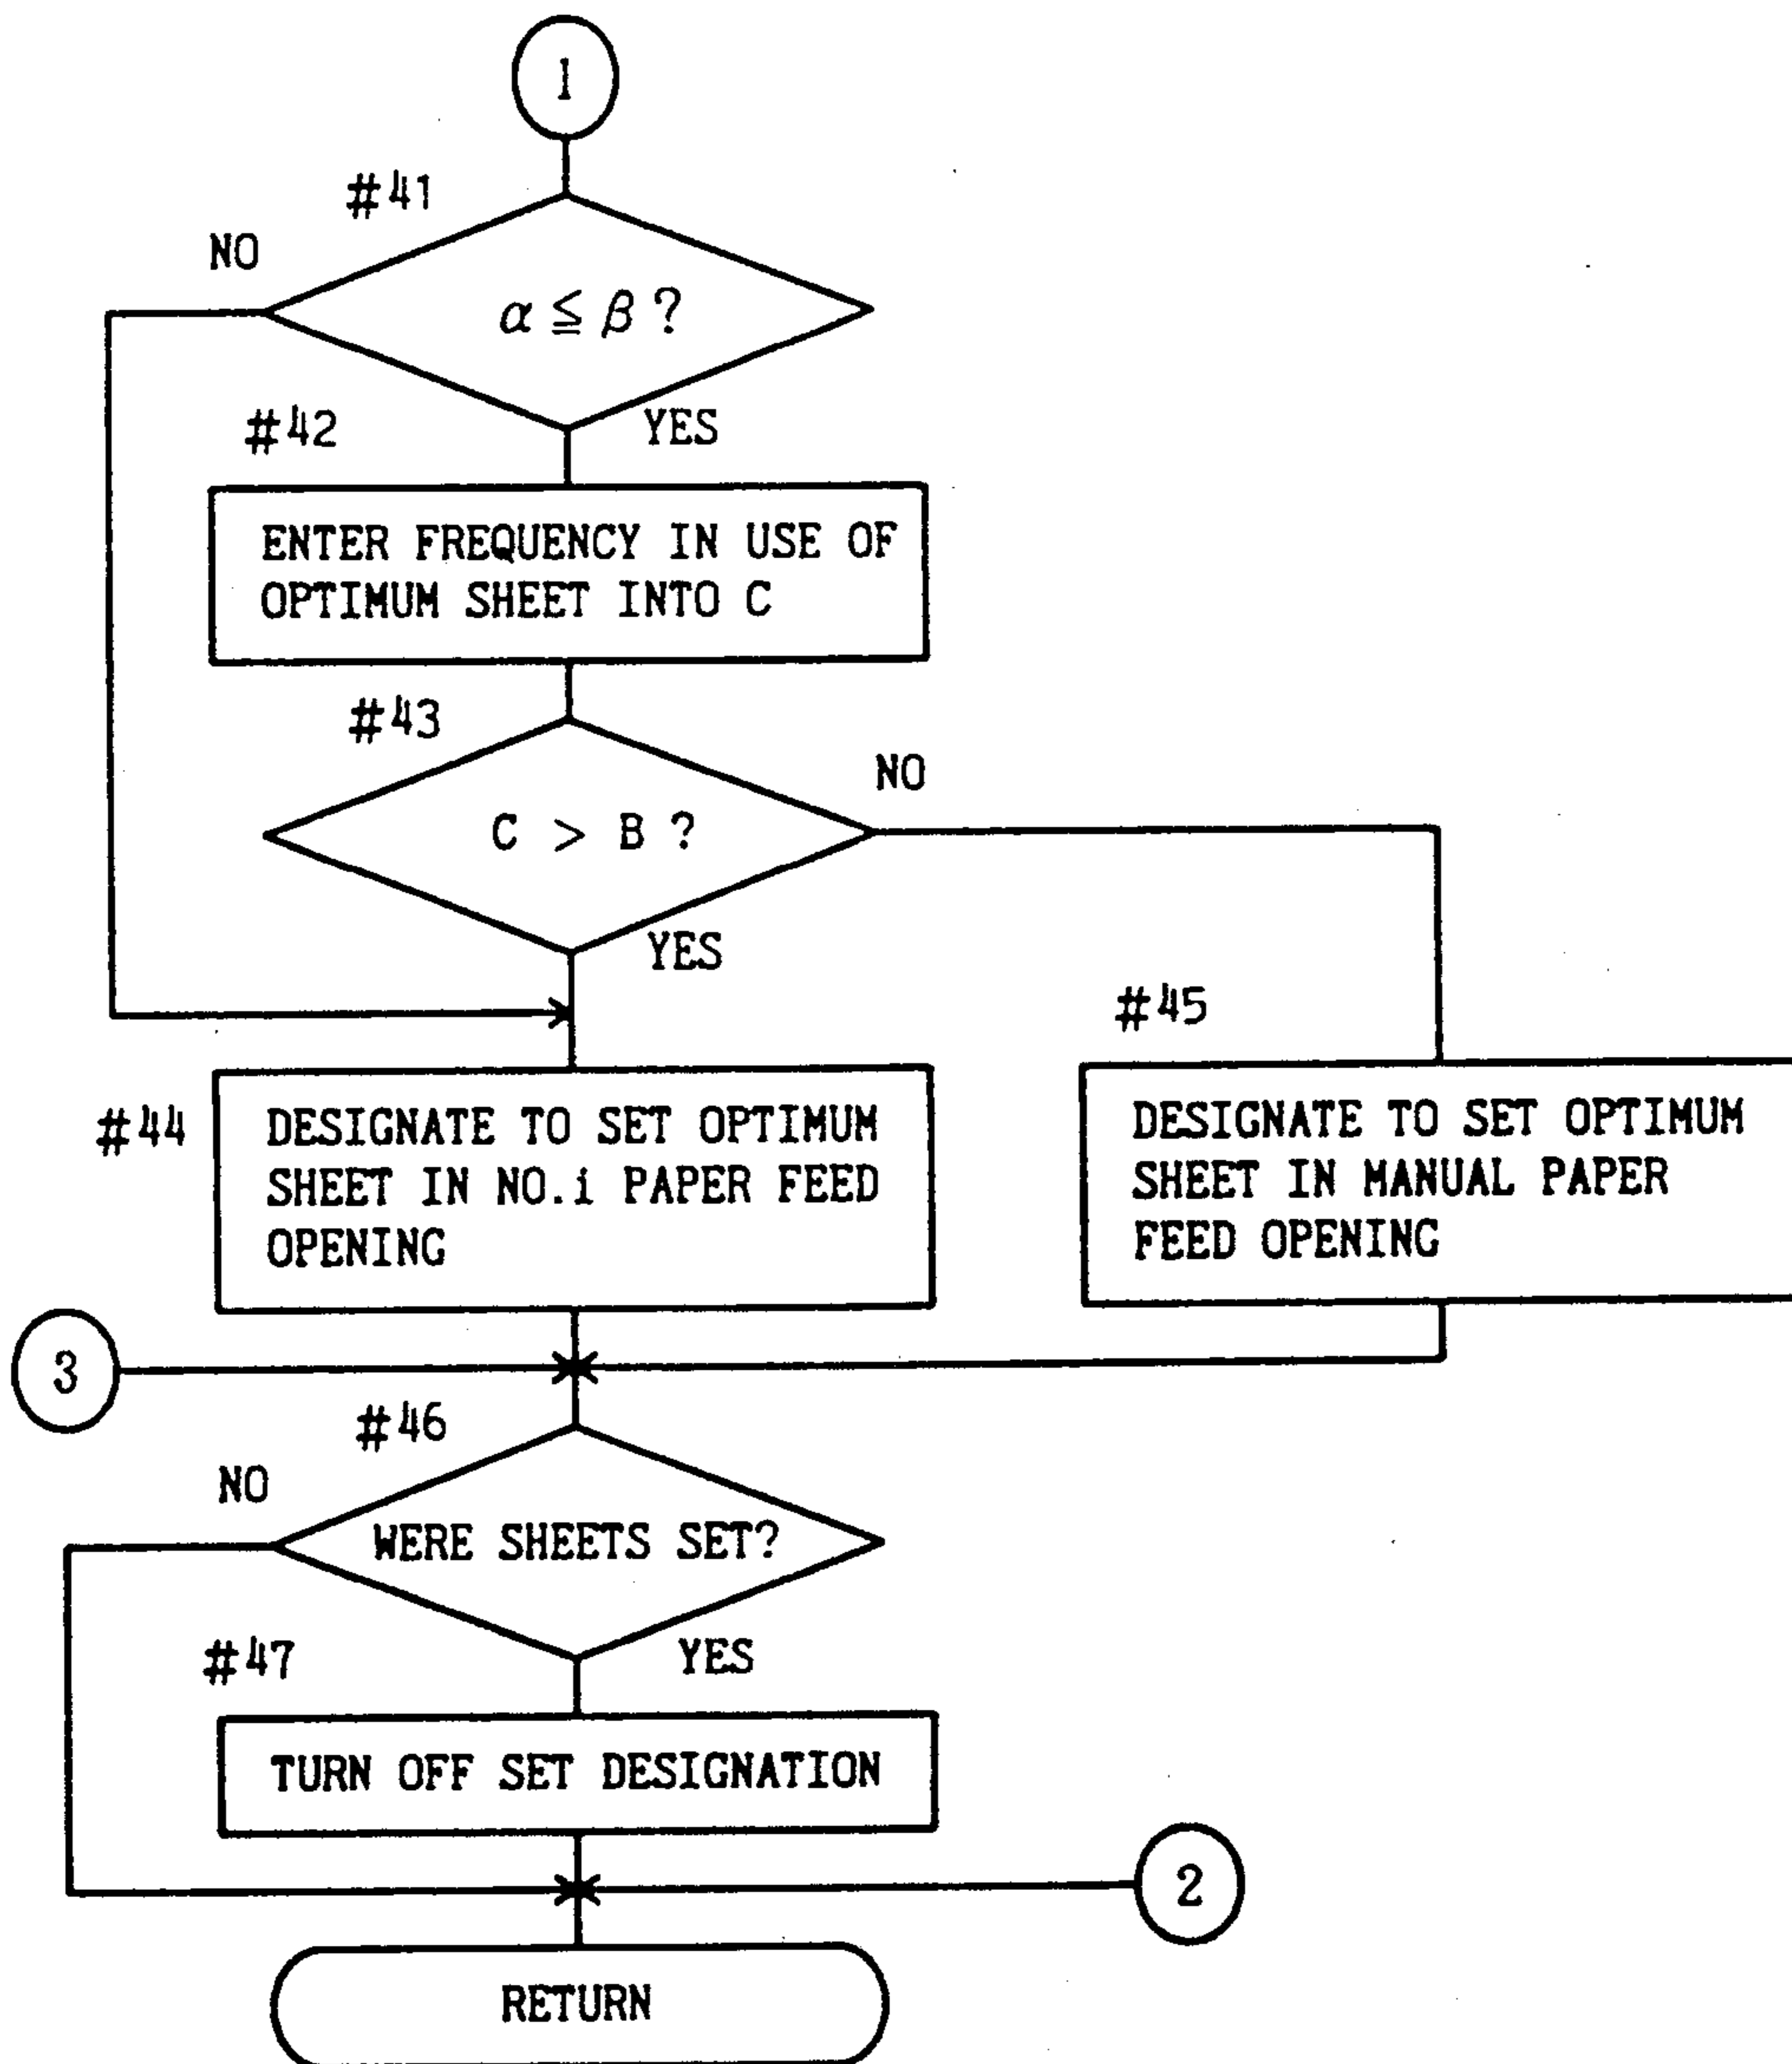 1
#41
NO
α ≦ β ?
#42
YES
ENTER FREQUENCY IN USE OF
OPTIMUM SHEET INTO C
#43
NO
C > B ?
YES
#45
#44
DESIGNATE TO SET OPTIMUM
SHEET IN NO.i PAPER FEED
OPENING
DESIGNATE TO SET OPTIMUM
SHEET IN MANUAL PAPER
FEED OPENING
3
#46
NO
WERE SHEETS SET?
#47
YES
TURN OFF SET DESIGNATION
2
RETURN